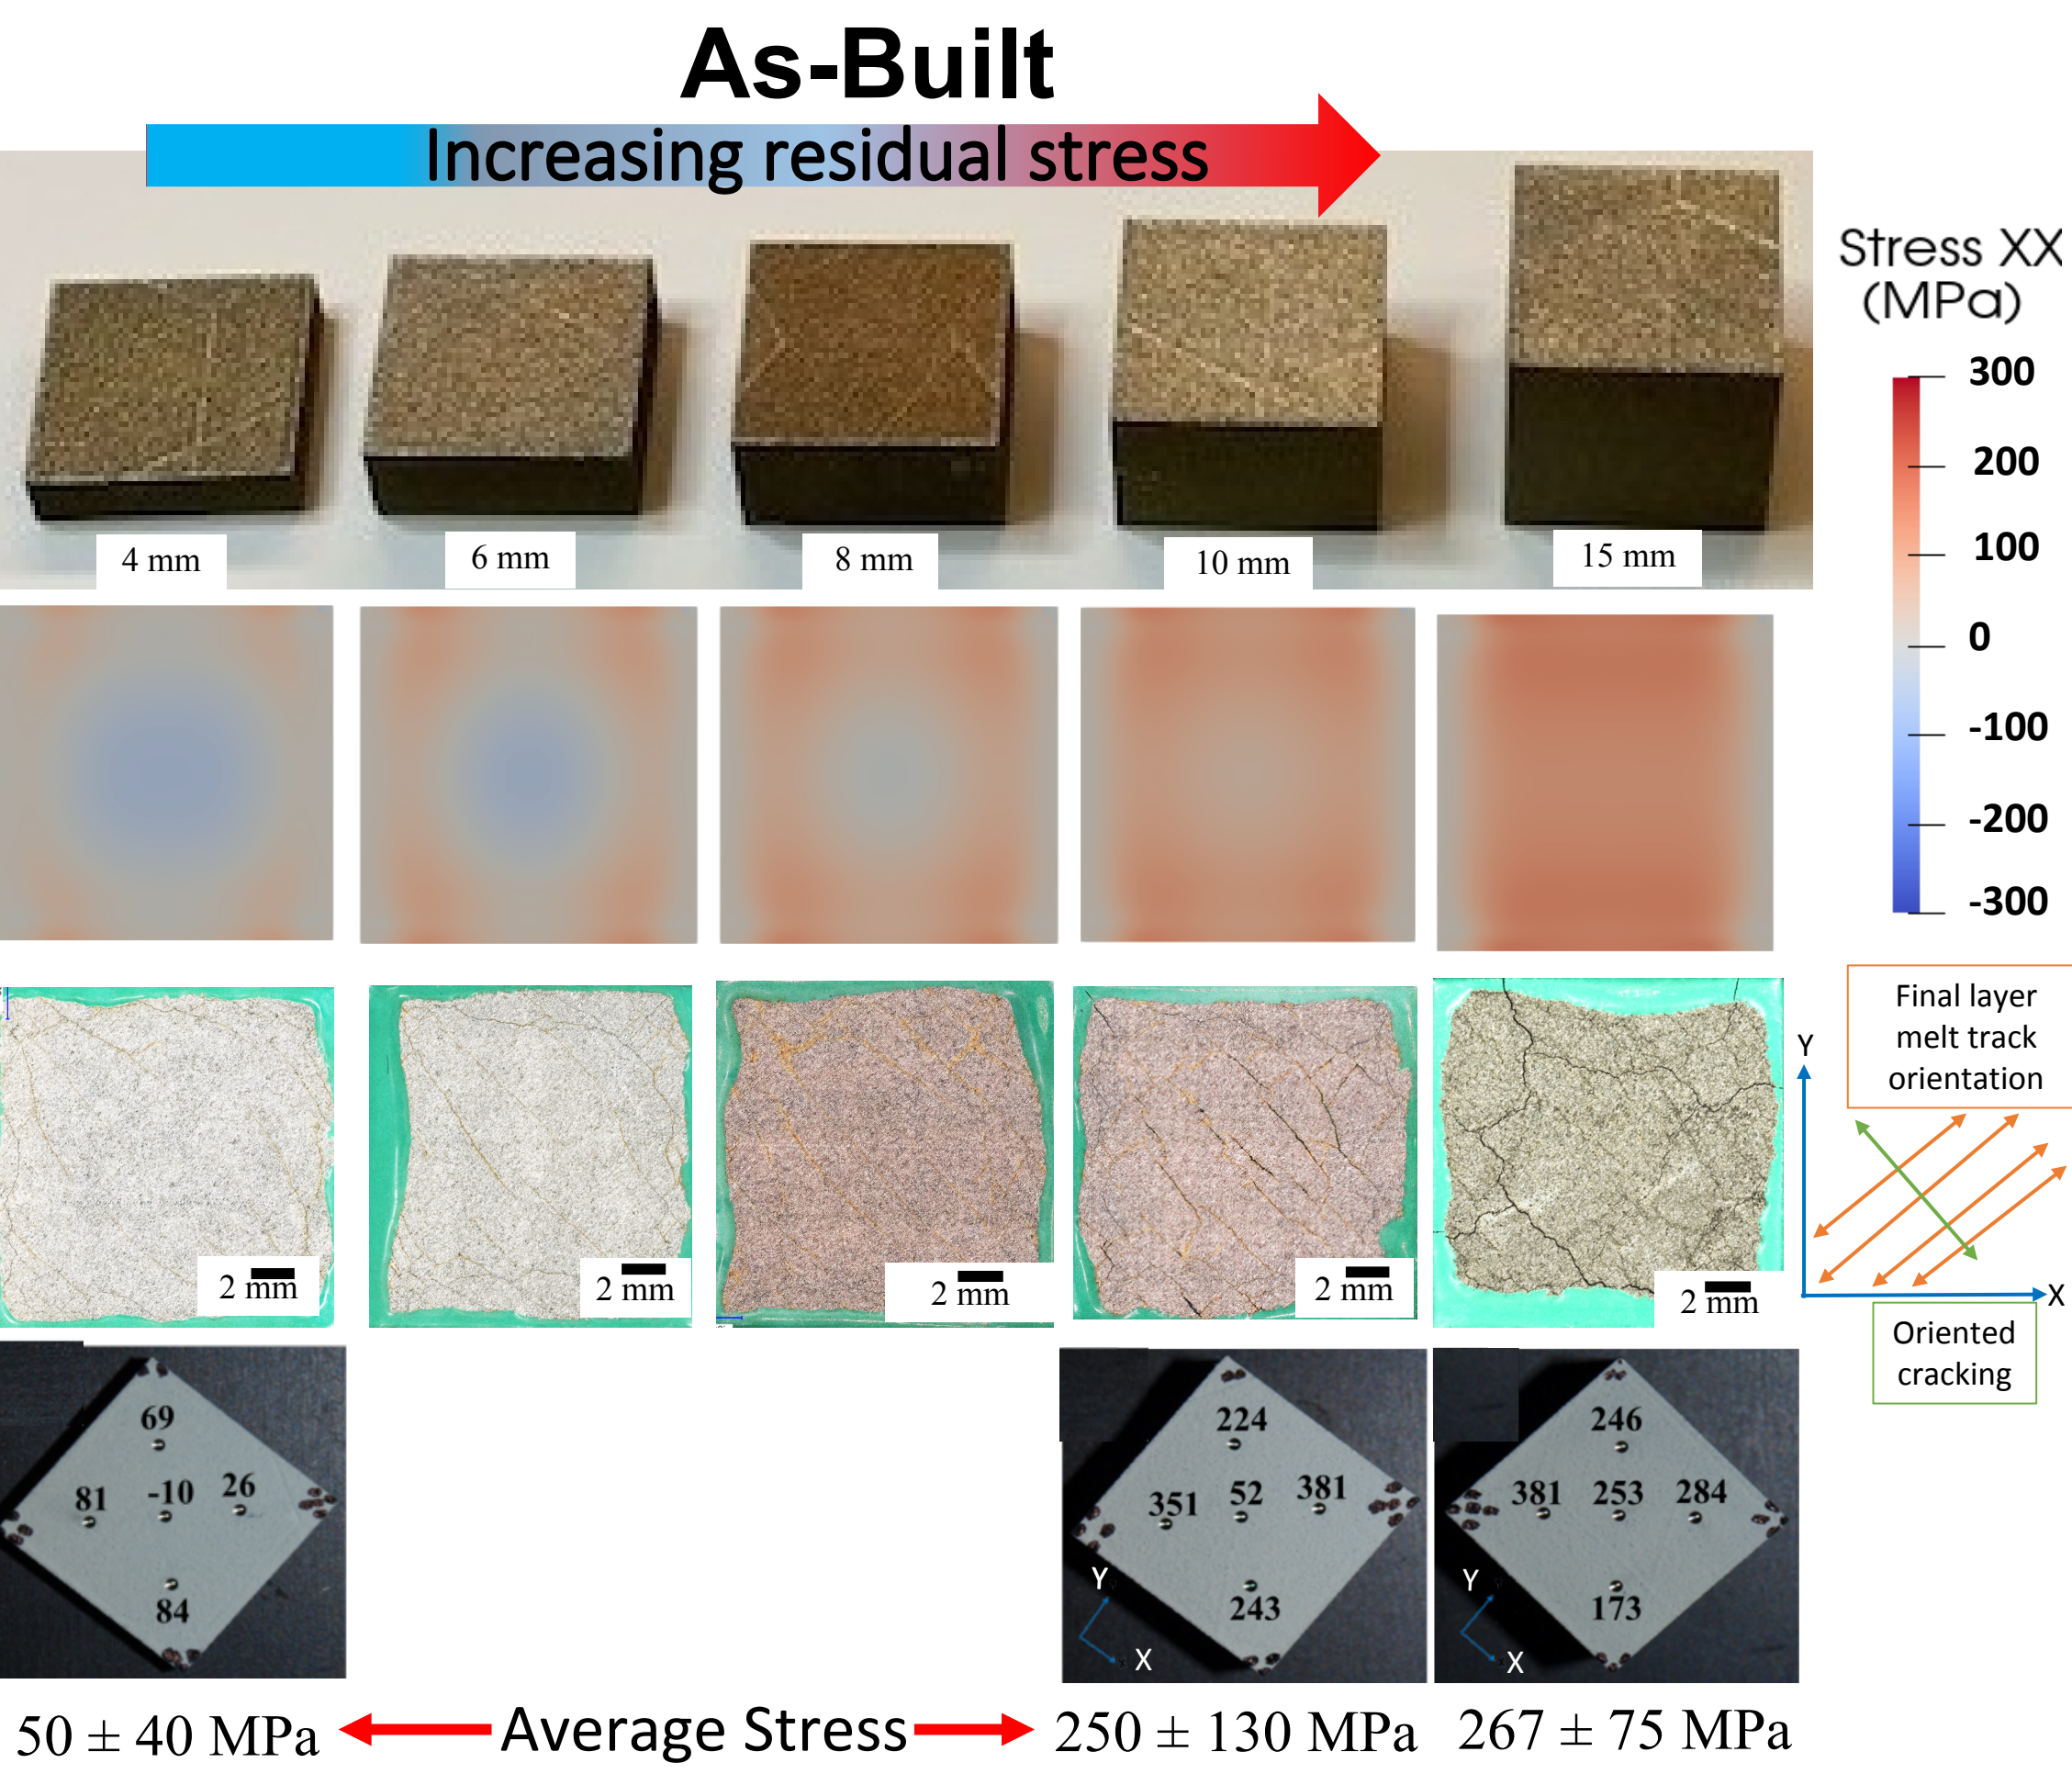 As-Built
Increasing residual stress
4 mm
6 mm
8 mm
10 mm
15 mm
Stress XX
(MPa)
300
200
100
0
-100
-200
-300
2 mm
2 mm
2 mm
2 mm
2 mm
Final layer
melt track
orientation
Y
X
Oriented
cracking
69
81
-10
26
84
224
351
52
381
243
Y
X
246
381
253
284
173
Y
X
50 ± 40 MPa
Average Stress
250 ± 130 MPa
267 ± 75 MPa